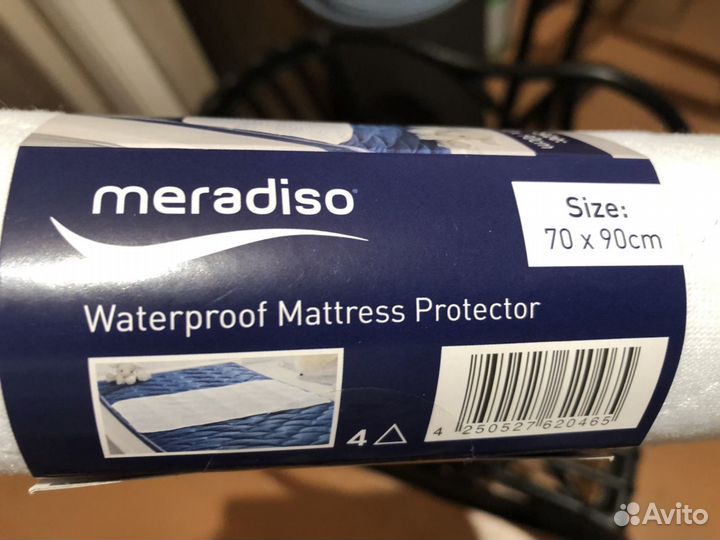 meradiso
Size:
70 x 90cm
Waterproof Mattress Protector
4
4 250527 620465
Avito